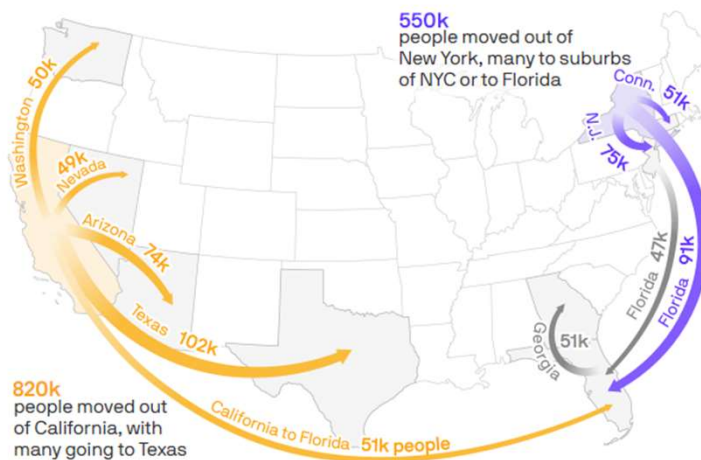 550k
people moved out of
New York, many to suburbs
of NYC or to Florida
Washington 50k
49k
Nevada
Arizona 74k
Texas 102k
California to Florida 51k people
Conn. 51k
N.J.
75k
Florida 47k
Florida 91k
51k
Georgia
820k
people moved out
of California, with
many going to Texas